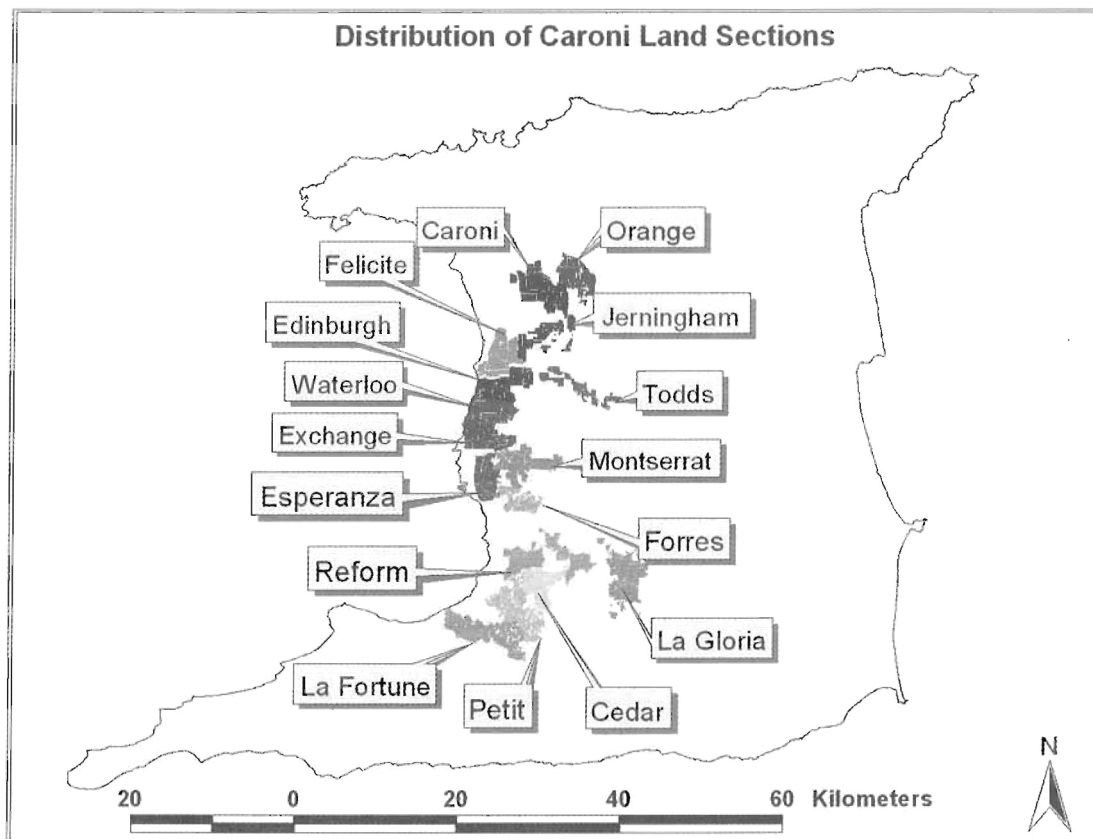 Distribution of Caroni Land Sections
Caroni
Orange
Felicite
Edinburgh
Jerningham
Waterloo
Todds
Exchange
Montserrat
Esperanza
Forres
Reform
La Gloria
La Fortune
Petit
Cedar
N
20 0 20 40 60 Kilometers